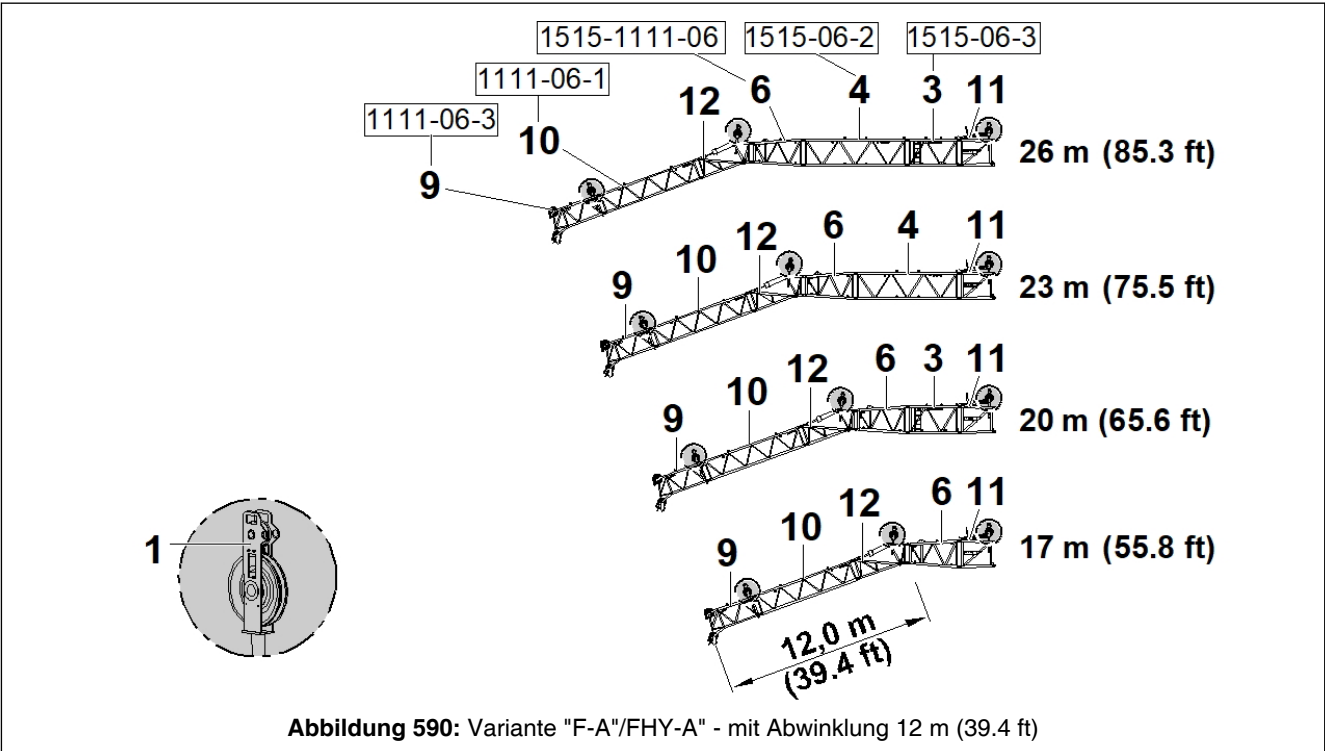 1515-1111-06 1515-06-2 1515-06-3
1111-06-1
1111-06-3
9 10 12 6 4 3 11
26 m (85.3 ft)
9 10 12 6 4 11
23 m (75.5 ft)
9 10 12 6 3 11
20 m (65.6 ft)
9 10 12 6 11
17 m (55.8 ft)
1
12,0 m
(39.4 ft)
Abbildung 590: Variante "F-A"/FHY-A" - mit Abwinklung 12 m (39.4 ft)